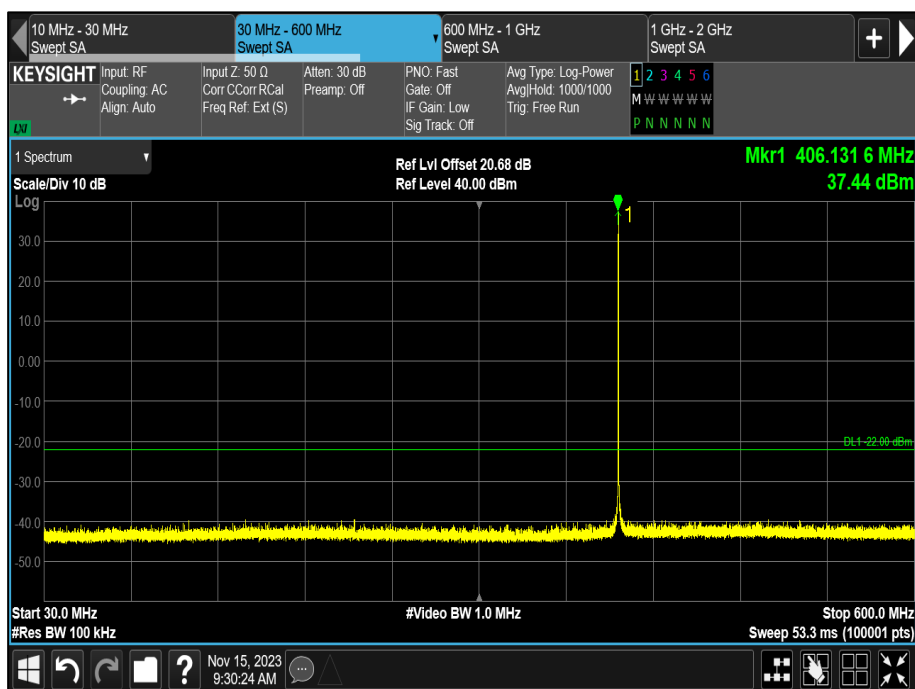 10 MHz - 30 MHz
Swept SA
30 MHz - 600 MHz
Swept SA
600 MHz - 1 GHz
Swept SA
1 GHz - 2 GHz
Swept SA
+
KEYSIGHT
LXI
Input: RF
Coupling: AC
Align: Auto
Input Z: 50 Ω
Corr CCorr RCal
Freq Ref: Ext (S)
Atten: 30 dB
Preamp: Off
PNO: Fast
Gate: Off
IF Gain: Low
Sig Track: Off
Avg Type: Log-Power
Avg|Hold: 1000/1000
Trig: Free Run
1 2 3 4 5 6
M W W W W W
P N N N N N
1 Spectrum
Scale/Div 10 dB
Ref Lvl Offset 20.68 dB
Ref Level 40.00 dBm
Mkr1 406.131 6 MHz
37.44 dBm
Log
1
30.0
20.0
10.0
0.00
-10.0
-20.0
DL1 -22.00 dBm
-30.0
-40.0
-50.0
Start 30.0 MHz
#Video BW 1.0 MHz
Stop 600.0 MHz
#Res BW 100 kHz
Sweep 53.3 ms (100001 pts)
?
Nov 15, 2023
9:30:24 AM